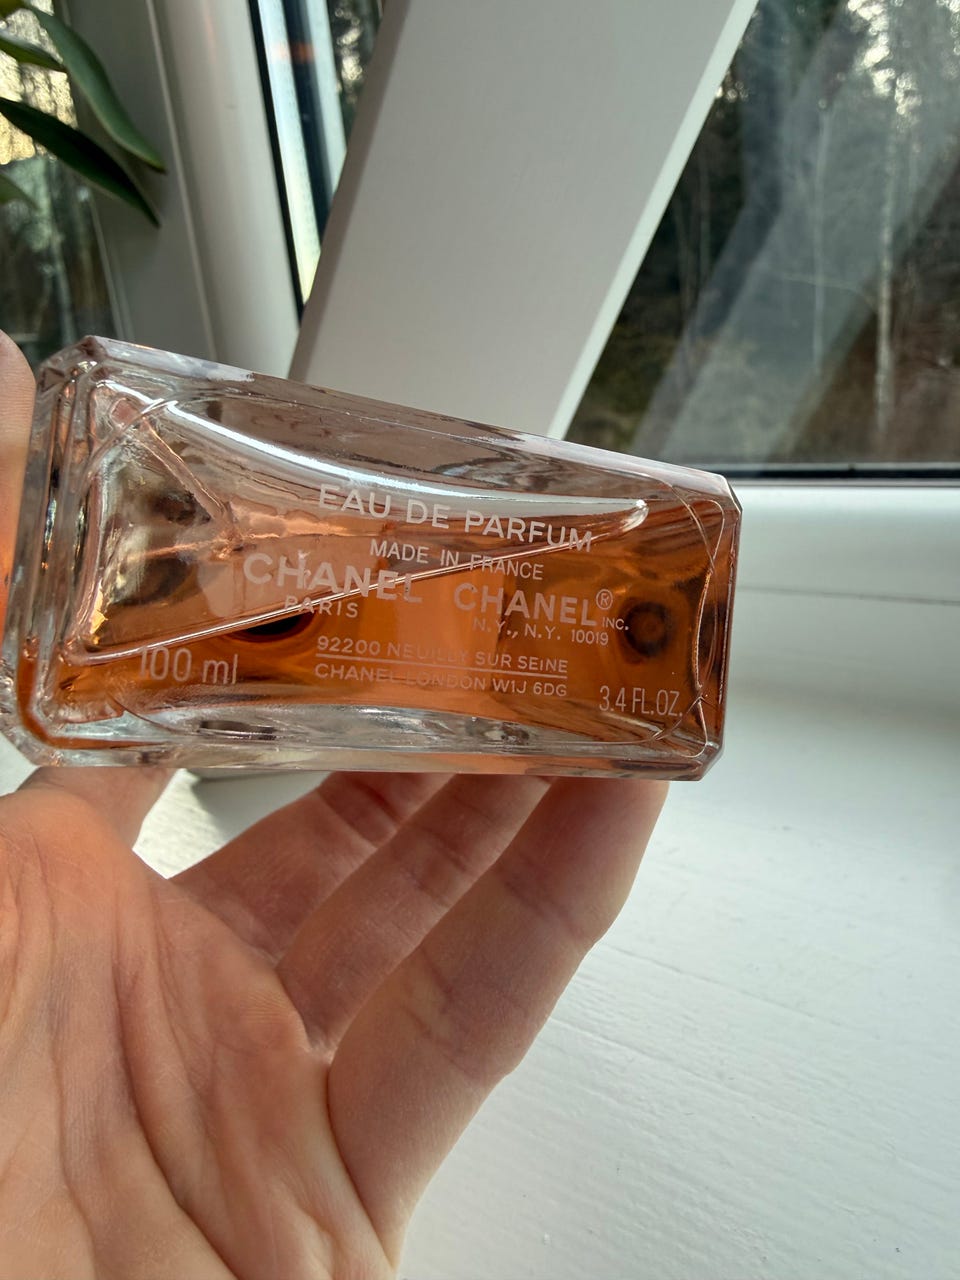 EAU DE PARFUM
MADE IN FRANCE
CHANEL CHANEL® INC.
PARIS N.Y., N.Y. 10019
92200 NEUILLY SUR SEINE
CHANEL LONDON W1J 6DG
100 ml 3.4 FL.OZ.